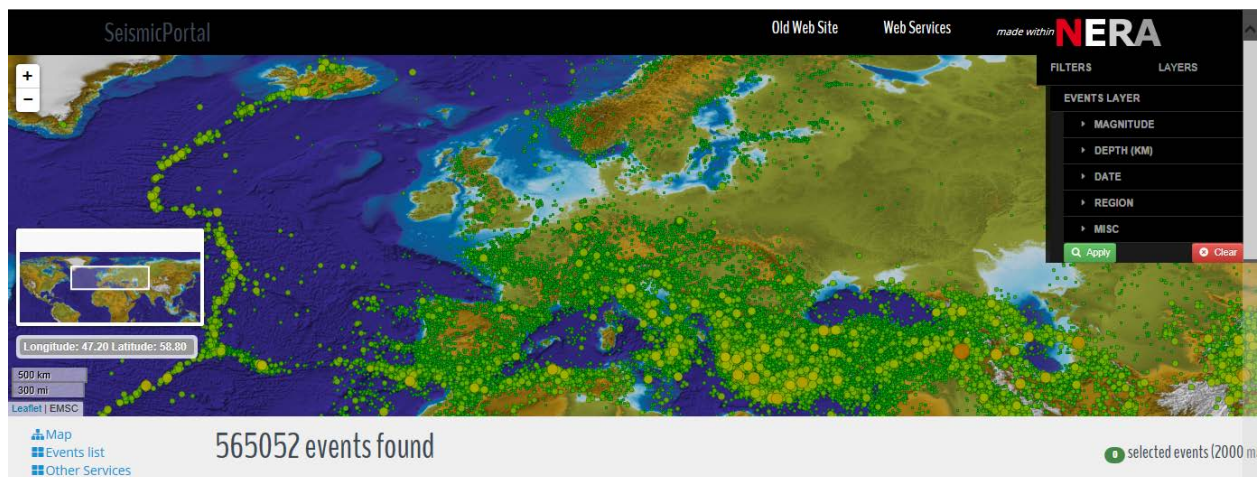 SeismicPortal
Old Web Site
Web Services
made within NERA
+
−
FILTERS
LAYERS
EVENTS LAYER
MAGNITUDE
DEPTH (KM)
DATE
REGION
MISC
Apply
Clear
Longitude: 47.20 Latitude: 58.80
500 km
300 mi
Leaflet | EMSC
Map
Events list
Other Services
565052 events found
0 selected events (2000